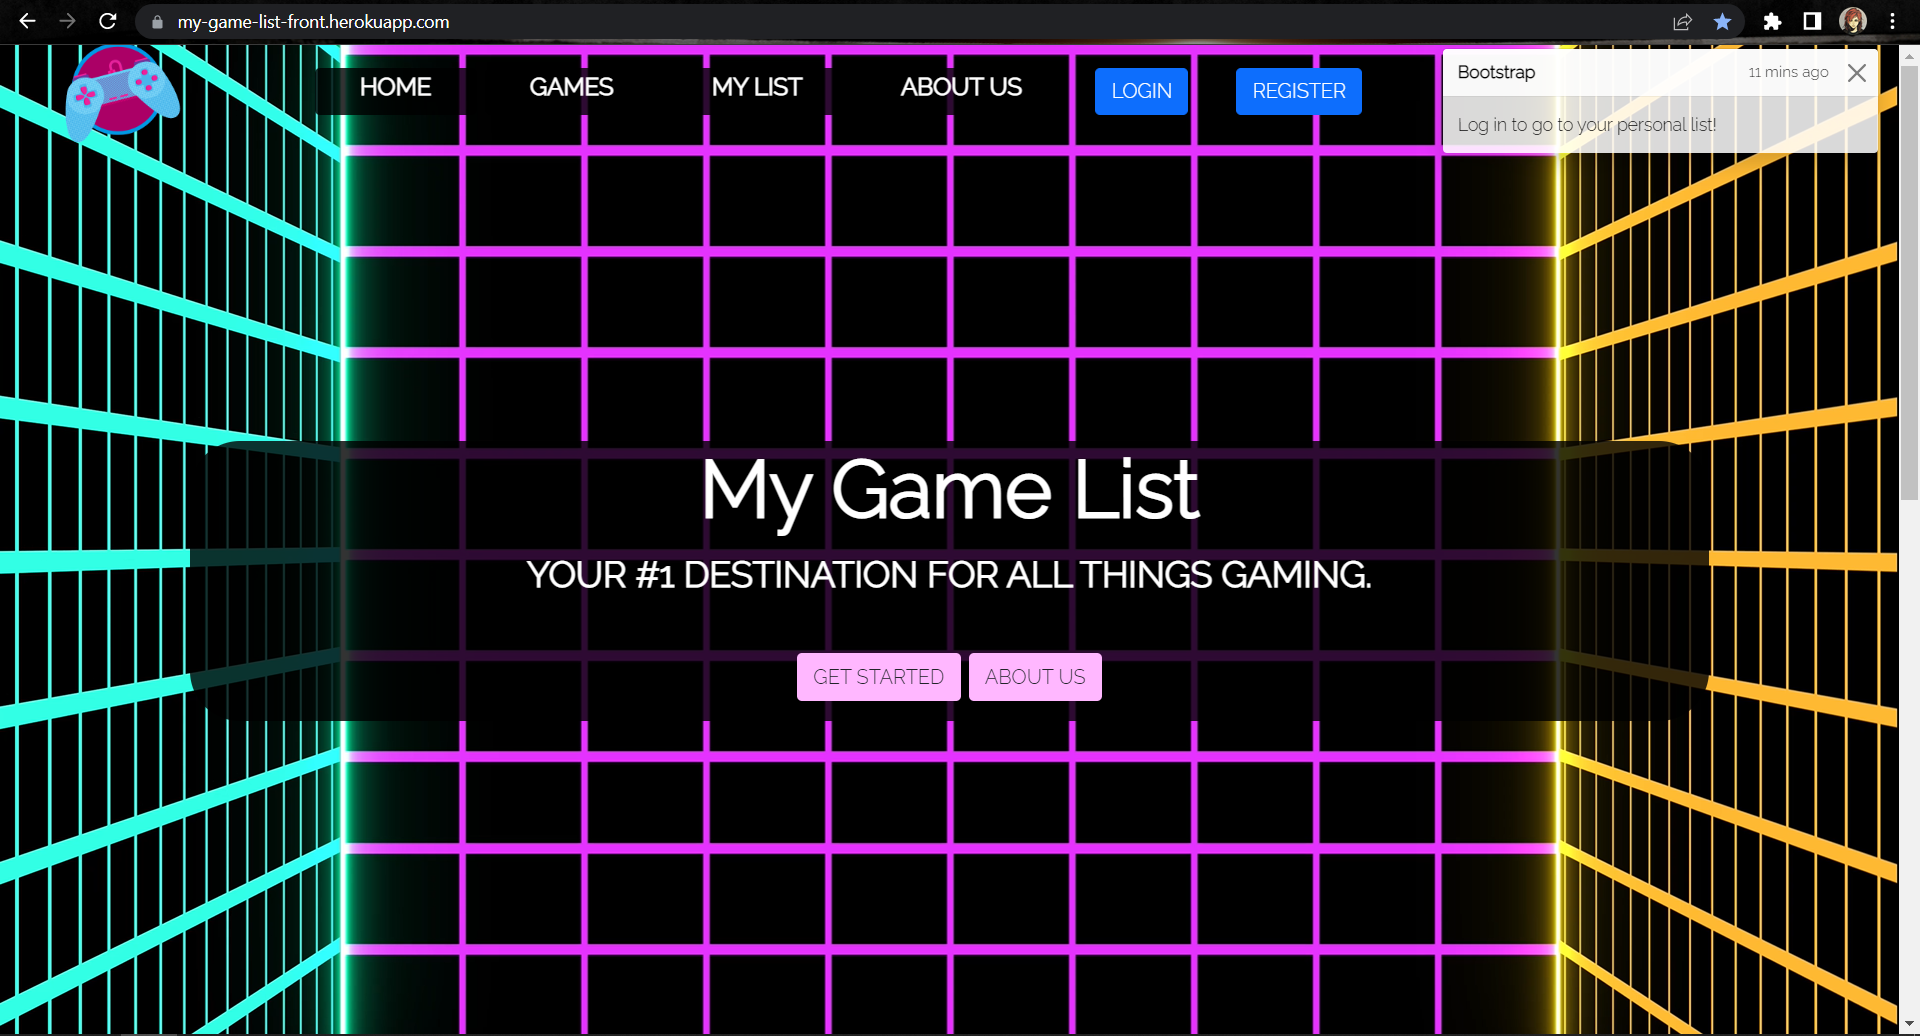 my-game-list-front.herokuapp.com
HOME GAMES MY LIST ABOUT US LOGIN REGISTER
Bootstrap 11 mins ago
Log in to go to your personal list!
My Game List
YOUR #1 DESTINATION FOR ALL THINGS GAMING.
GET STARTED ABOUT US